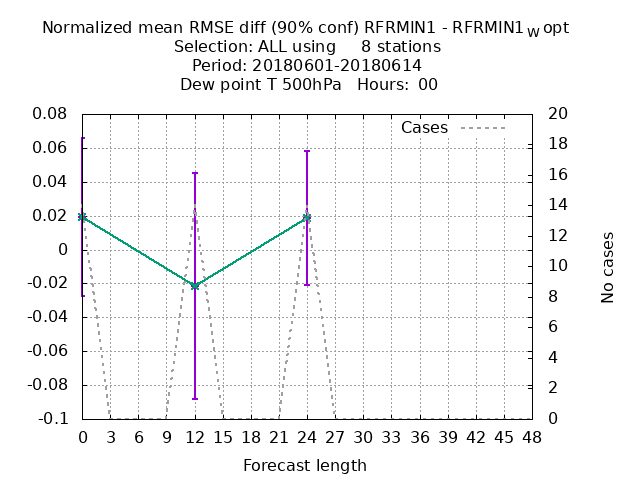 Normalized mean RMSE diff (90% conf) RFRMIN1 - RFRMIN1W opt
Selection: ALL using 8 stations
Period: 20180601-20180614
Dew point T 500hPa Hours: 00
Cases
0.08
0.06
0.04
0.02
0
-0.02
-0.04
-0.06
-0.08
-0.1
20
18
16
14
12
10
8
6
4
2
0
No cases
0 3 6 9 12 15 18 21 24 27 30 33 36 39 42 45 48
Forecast length